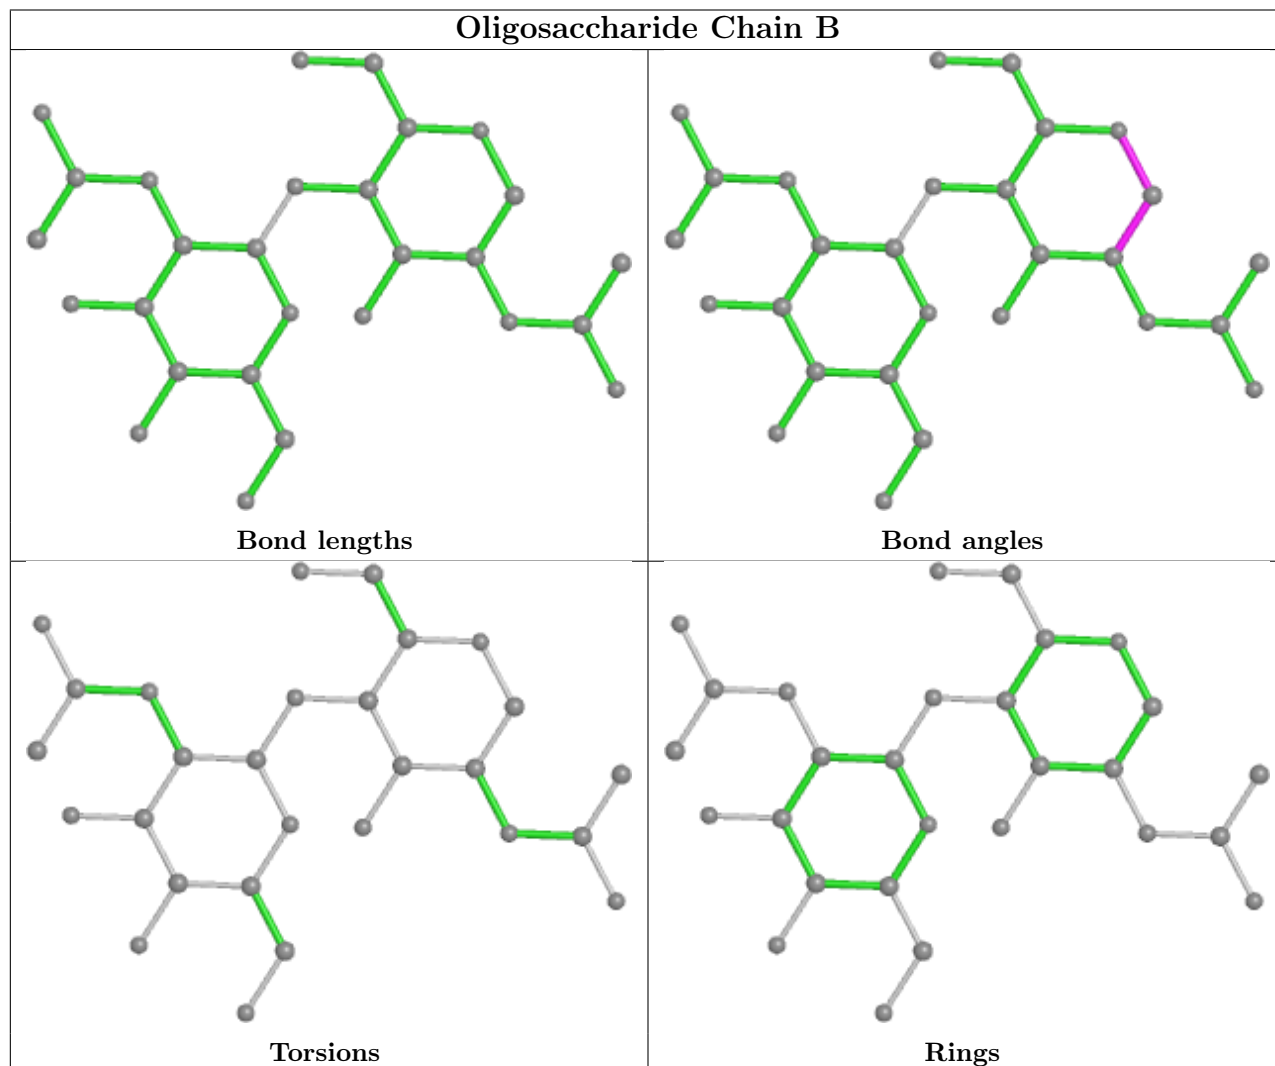 Oligosaccharide Chain B
Bond lengths
Bond angles
Torsions
Rings